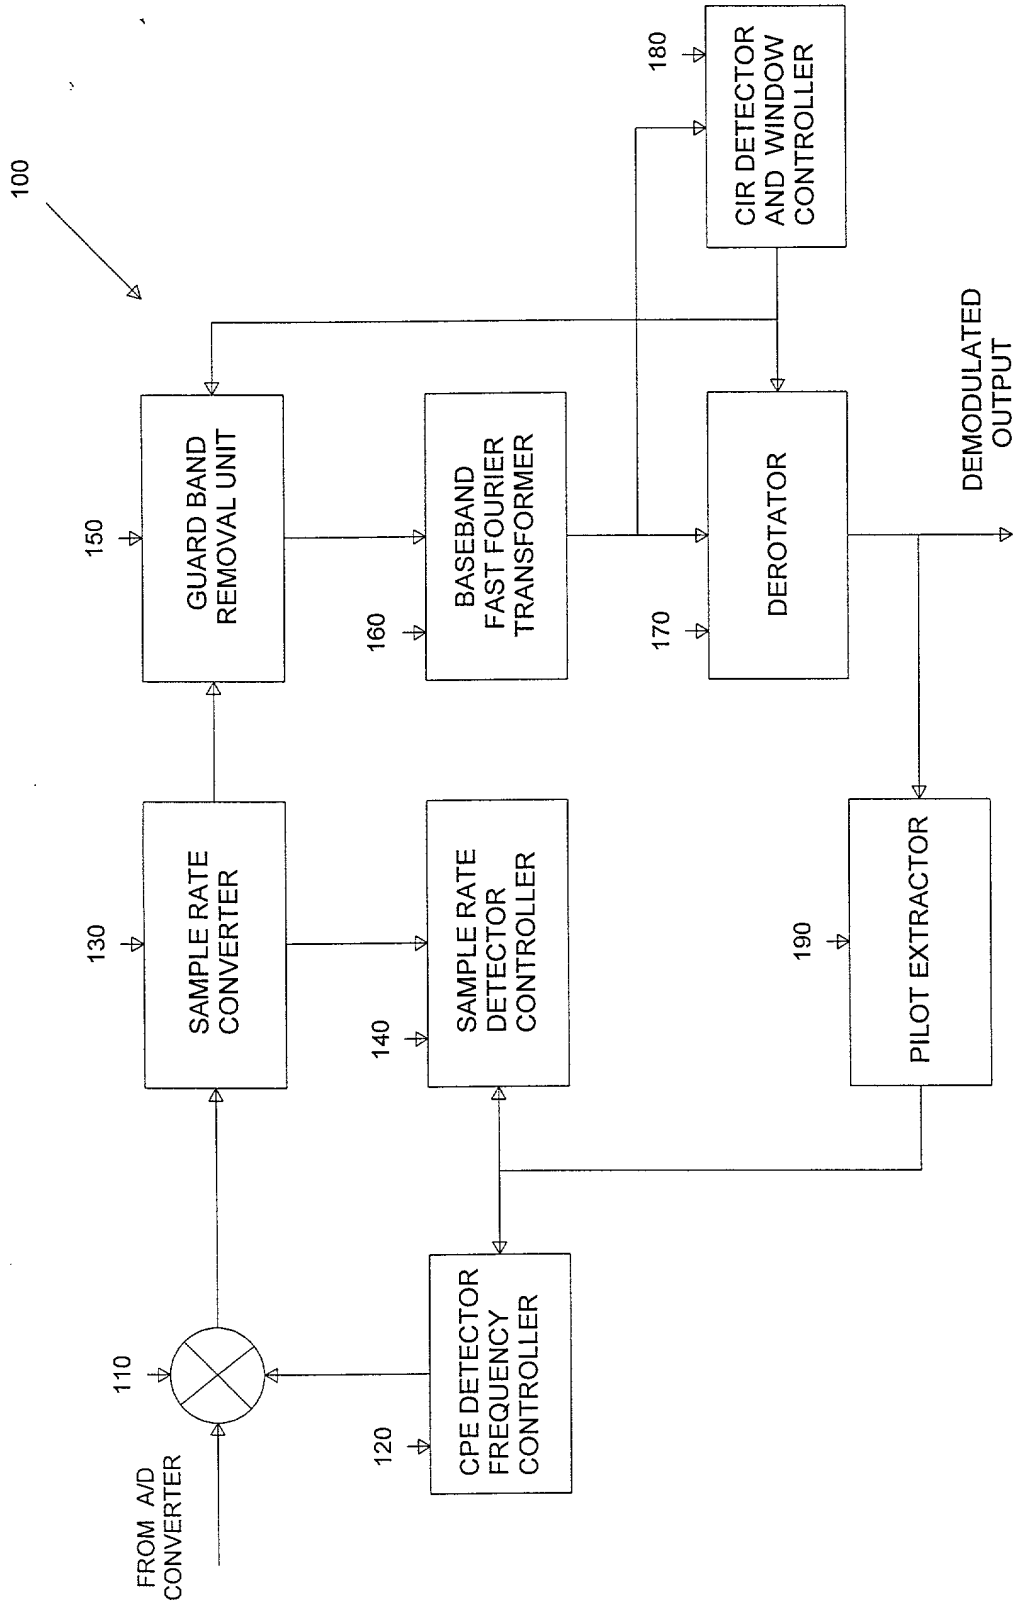 100
FROM A/D
CONVERTER
110
130
SAMPLE RATE
CONVERTER
150
GUARD BAND
REMOVAL UNIT
120
CPE DETECTOR
FREQUENCY
CONTROLLER
140
SAMPLE RATE
DETECTOR
CONTROLLER
160
BASEBAND
FAST FOURIER
TRANSFORMER
170
DEROTATOR
180
CIR DETECTOR
AND WINDOW
CONTROLLER
190
PILOT EXTRACTOR
DEMODULATED
OUTPUT